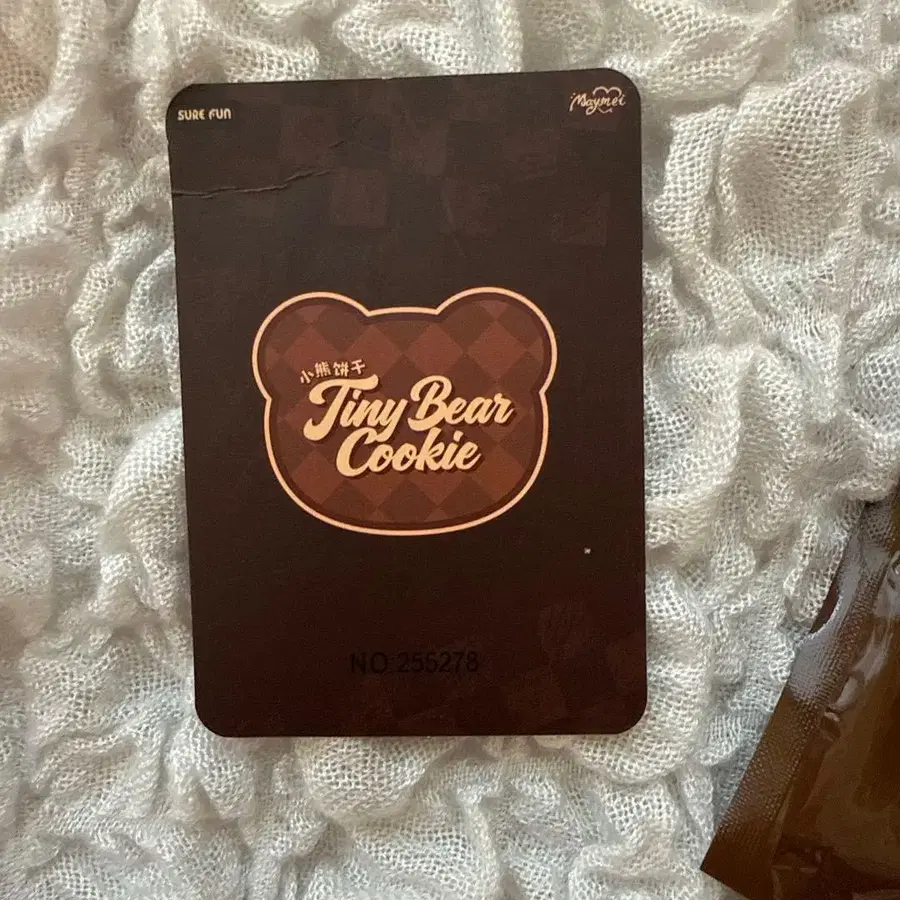 SURE FUN
Maymei
小熊饼干
Tiny Bear
Cookie
NO.255278